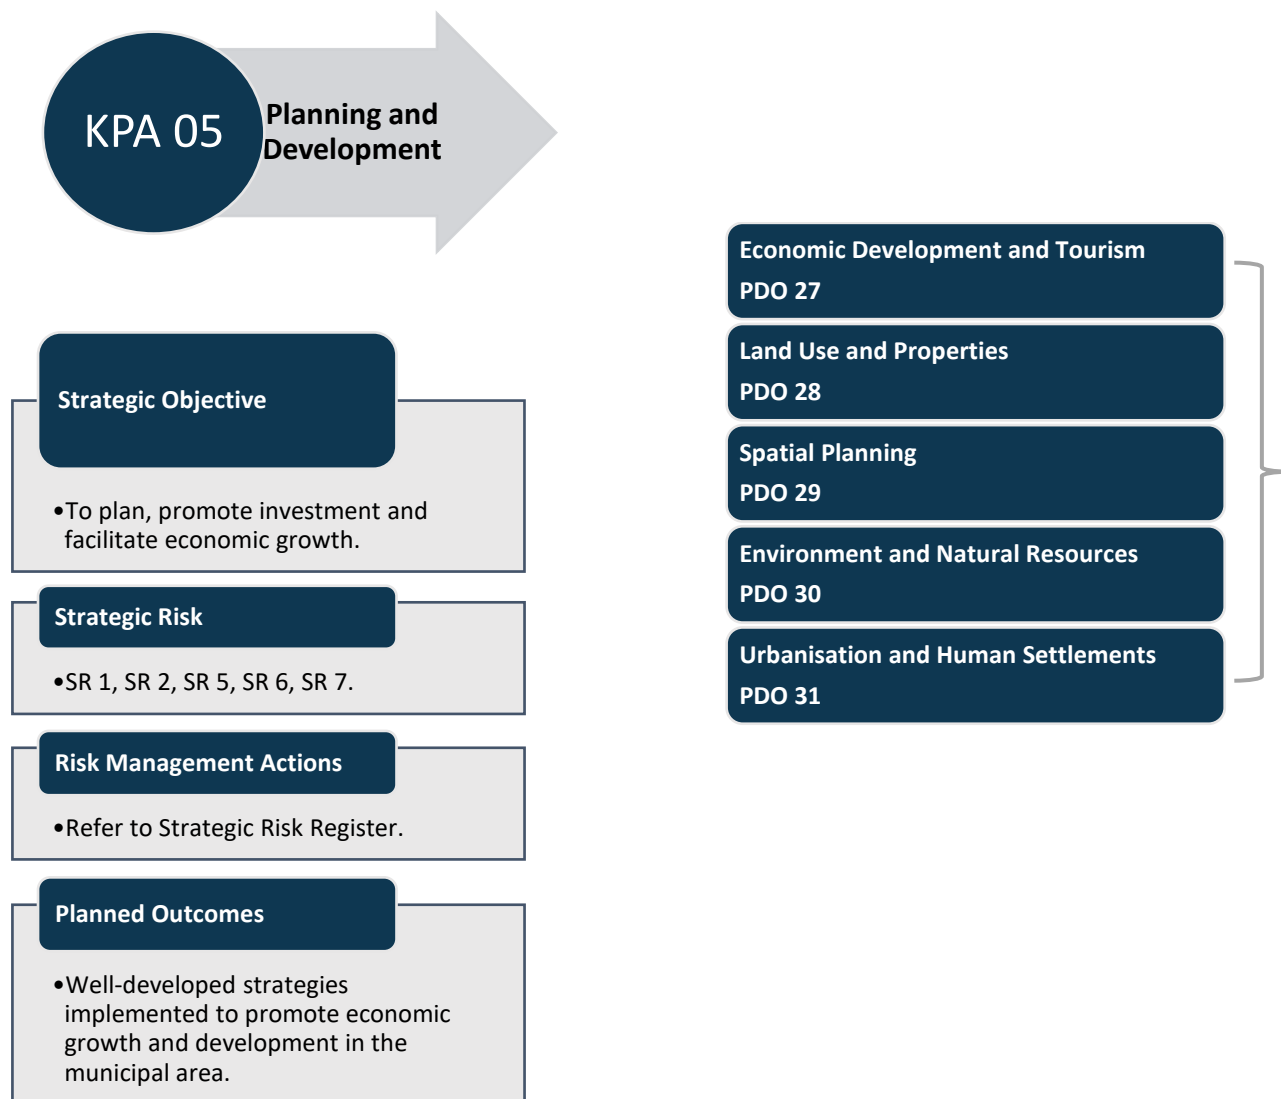 KPA 05
Planning and
Development
Strategic Objective
•To plan, promote investment and
facilitate economic growth.
Strategic Risk
•SR 1, SR 2, SR 5, SR 6, SR 7.
Risk Management Actions
•Refer to Strategic Risk Register.
Planned Outcomes
•Well-developed strategies
implemented to promote economic
growth and development in the
municipal area.
Economic Development and Tourism
PDO 27
Land Use and Properties
PDO 28
Spatial Planning
PDO 29
Environment and Natural Resources
PDO 30
Urbanisation and Human Settlements
PDO 31